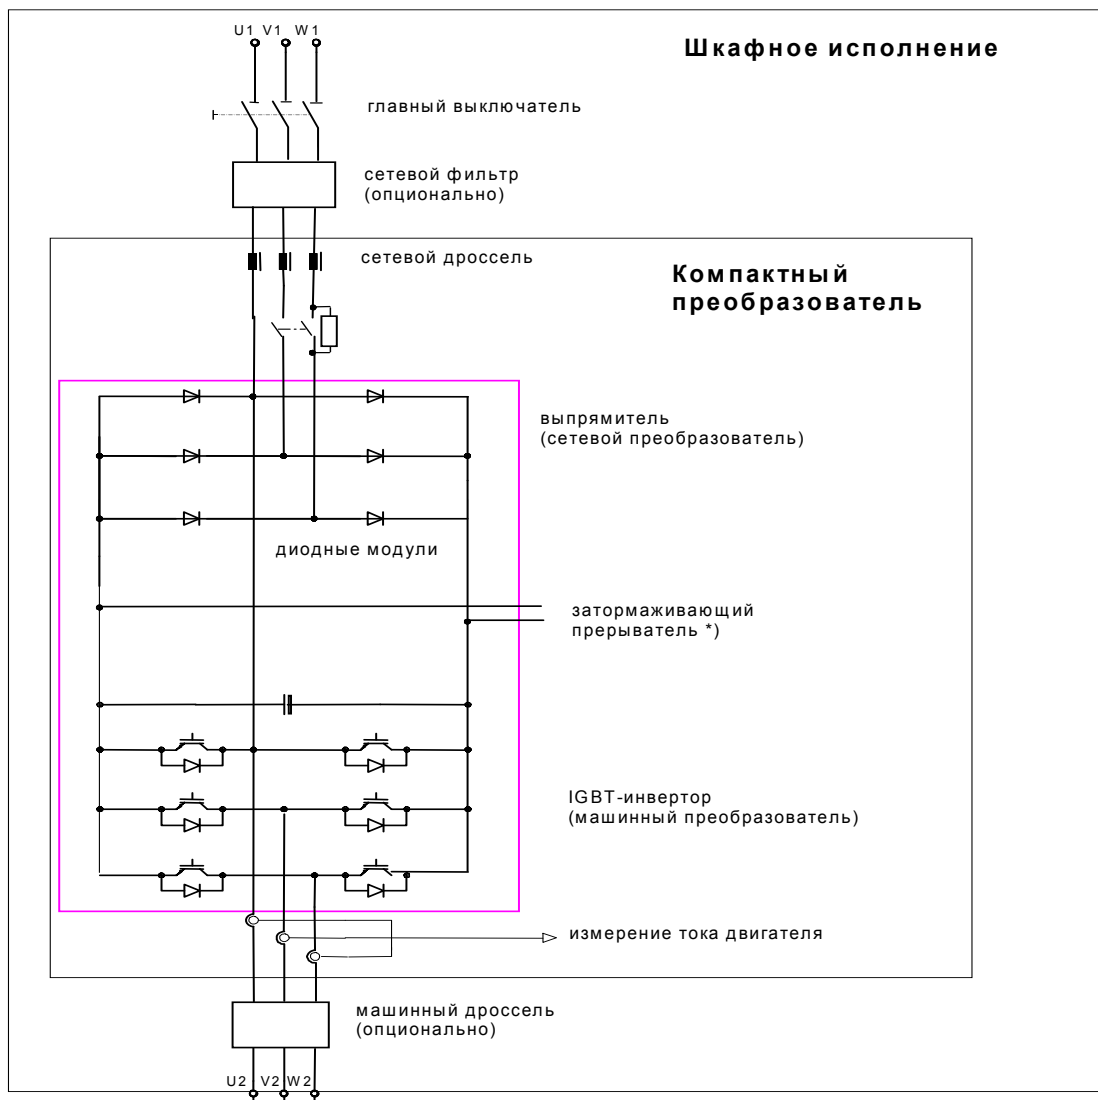 U1 V1 W1
Шкафное исполнение
главный выключатель
сетевой фильтр
(опционально)
сетевой дроссель
Компактный
преобразователь
выпрямитель
(сетевой преобразователь)
диодные модули
затормаживающий
прерыватель *)
IGBT-инвертор
(машинный преобразователь)
измерение тока двигателя
машинный дроссель
(опционально)
U2 V2 W2